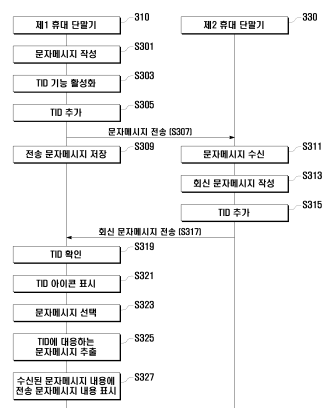 제1 휴대 단말기
310
제2 휴대 단말기
330
문자메시지 작성
S301
TID 기능 활성화
S303
TID 추가
S305
문자메시지 전송 (S307)
전송 문자메시지 저장
S309
문자메시지 수신
S311
회신 문자메시지 작성
S313
TID 추가
S315
회신 문자메시지 전송 (S317)
TID 확인
S319
TID 아이콘 표시
S321
문자메시지 선택
S323
TID에 대응하는
문자메시지 추출
S325
수신된 문자메시지 내용에
전송 문자메시지 내용 표시
S327